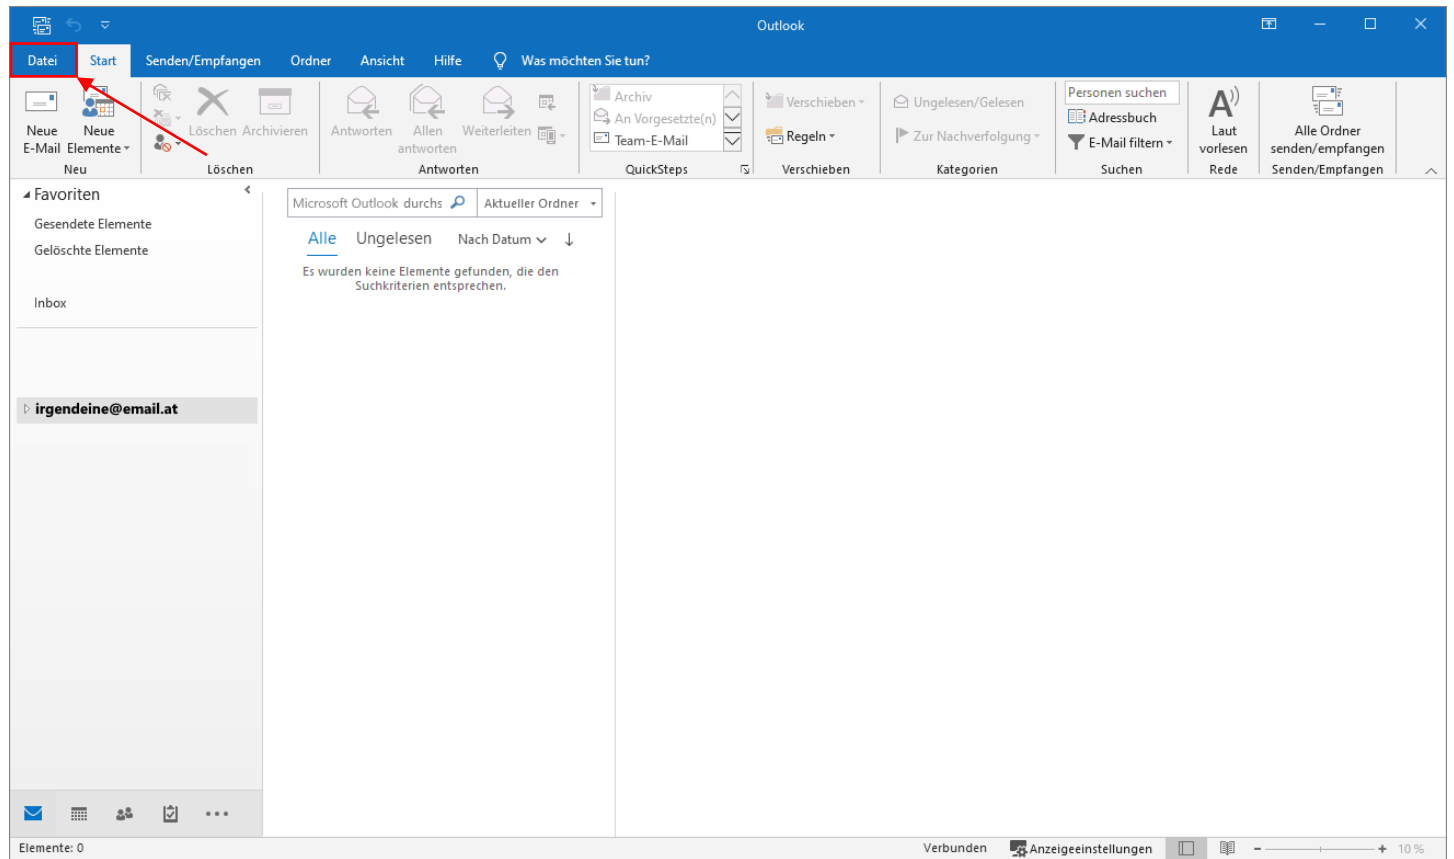 Outlook
Datei Start Senden/Empfangen Ordner Ansicht Hilfe Was möchten Sie tun?
Neue E-Mail
Neue Elemente
Neu
Löschen
Archivieren
Löschen
Antworten
Allen antworten
Weiterleiten
Antworten
Archiv
An Vorgesetzte(n)
Team-E-Mail
QuickSteps
Verschieben
Regeln
Verschieben
Ungelesen/Gelesen
Zur Nachverfolgung
Kategorien
Personen suchen
Adressbuch
E-Mail filtern
Suchen
A
Laut vorlesen
Rede
Alle Ordner
senden/empfangen
Senden/Empfangen
Favoriten
Gesendete Elemente
Gelöschte Elemente
Inbox
irgendeine@email.at
Microsoft Outlook durchs Aktueller Ordner
Alle Ungelesen Nach Datum
Es wurden keine Elemente gefunden, die den
Suchkriterien entsprechen.
Elemente: 0
Verbunden Anzeigeeinstellungen 10 %